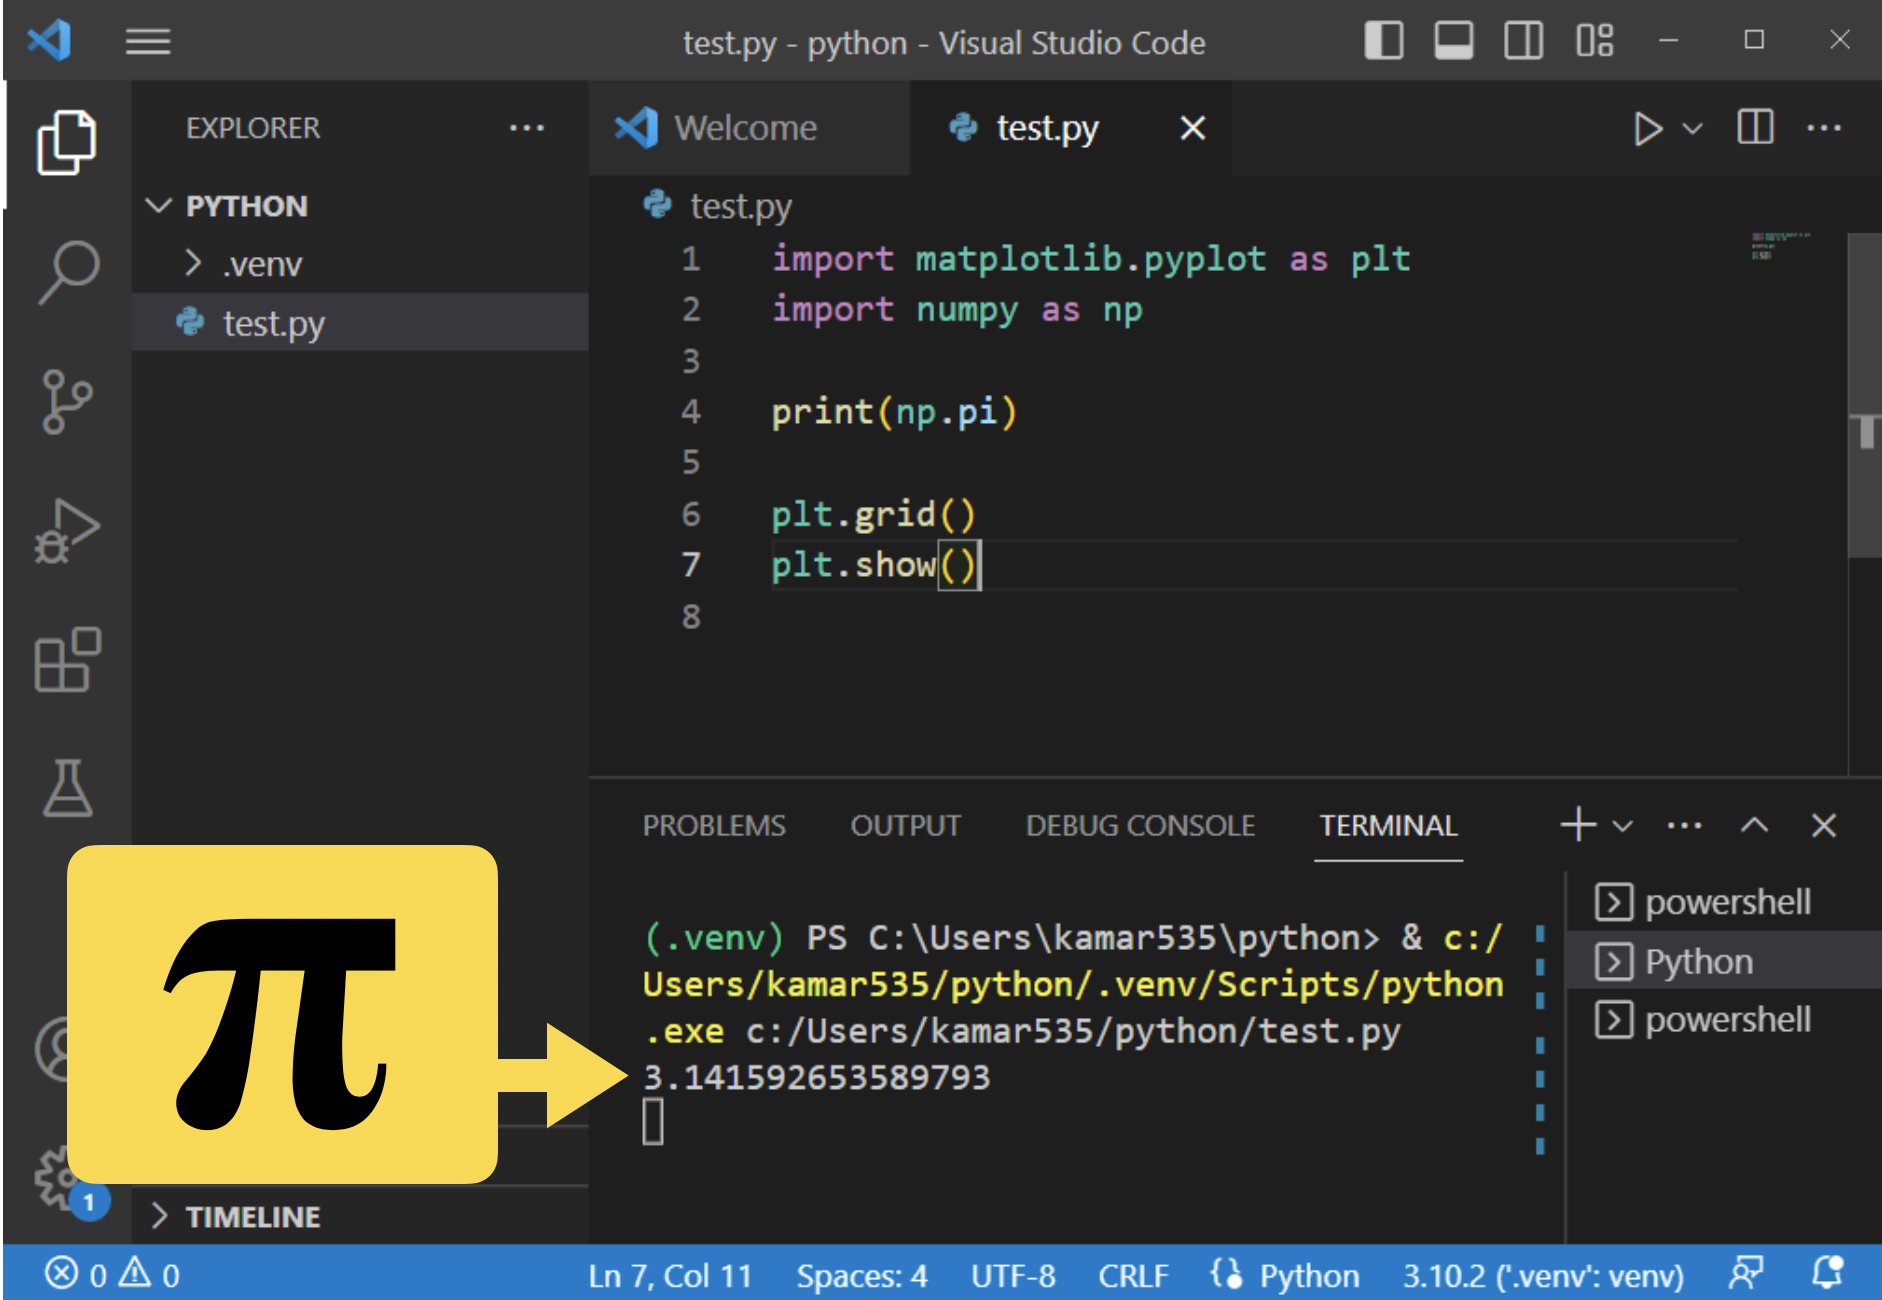 test.py - python - Visual Studio Code
EXPLORER
Welcome
test.py
PYTHON
.venv
test.py
test.py
1 import matplotlib.pyplot as plt
2 import numpy as np
3
4 print(np.pi)
5
6 plt.grid()
7 plt.show()
8
PROBLEMS OUTPUT DEBUG CONSOLE TERMINAL
(.venv) PS C:\Users\kamar535\python> & c:/
Users/kamar535/python/.venv/Scripts/python
.exe c:/Users/kamar535/python/test.py
3.141592653589793
powershell
Python
powershell
π
1
TIMELINE
0 0 Ln 7, Col 11 Spaces: 4 UTF-8 CRLF Python 3.10.2 ('.venv': venv)